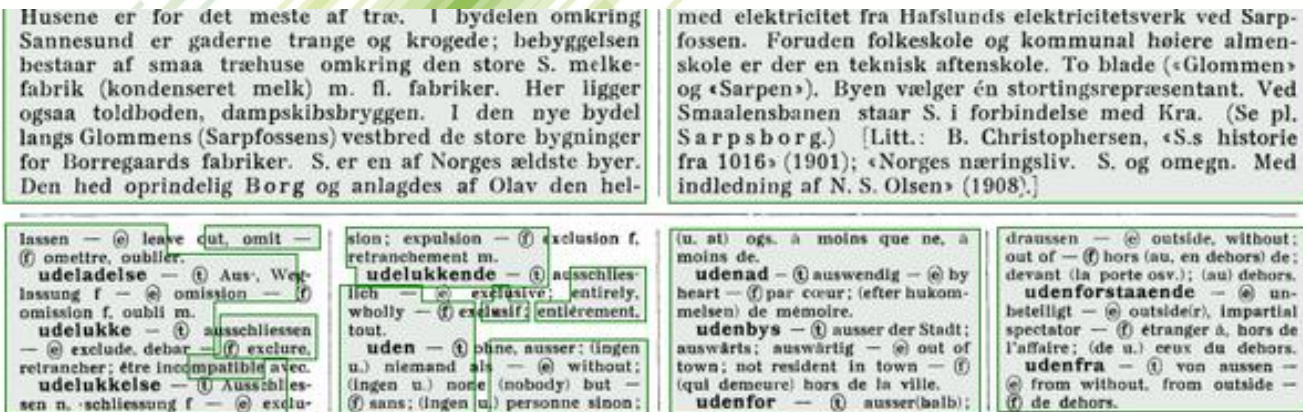 Husene er for det meste af træ. I bydelen omkring
Sannesund er gaderne trange og krogede; bebyggelsen
bestaar af smaa træhuse omkring den store S. melke-
fabrik (kondenseret melk) m. fl. fabriker. Her ligger
ogsaa toldboden, dampskibsbryggen. I den nye bydel
langs Glommens (Sarpfossens) vestbred de store bygninger
for Borregaards fabriker. S. er en af Norges ældste byer.
Den hed oprindelig Borg og anlagdes af Olav den hel-
med elektricitet fra Hafslunds elektricitetsverk ved Sarp-
fossen. Foruden folkeskole og kommunal høiere almen-
skole er der en teknisk aftenskole. To blade («Glommen»
og «Sarpen»). Byen vælger én stortingsrepræsentant. Ved
Smaalensbanen staar S. i forbindelse med Kra. (Se pl.
Sarpsborg.) [Litt.: B. Christophersen, «S.s historie
fra 1016» (1901); «Norges næringsliv. S. og omegn. Med
indledning af N. S. Olsen» (1908).]
lassen — ⓔ leave out, omit —
ⓕ omettre, oublier.
udeladelse — ⓣ Aus-, Weg-
lassung f — ⓔ omission — ⓕ
omission f, oubli m.
udelukke — ⓣ ausschliessen
— ⓔ exclude, debar — ⓕ exclure,
retrancher; être incompatible avec.
udelukkelse — ⓣ Ausschlies-
sen n, -schliessung f — ⓔ exclu-
sion; expulsion — ⓕ exclusion f,
retranchement m.
udelukkende — ⓣ ausschlies-
lich — ⓔ exclusive; entirely,
wholly — ⓕ exclusif; entièrement,
tout.
uden — ⓣ ohne, ausser; (ingen
u.) niemand als — ⓔ without;
(ingen u.) none (nobody) but —
ⓕ sans; (ingen u.) personne sinon;
(u. at) ogs. à moins que ne, à
moins de.
udenad — ⓣ auswendig — ⓔ by
heart — ⓕ par cœur; (efter hukom-
melsen) de mémoire.
udenbys — ⓣ ausser der Stadt;
auswärts; auswärtig — ⓔ out of
town; not resident in town — ⓕ
(qui demeure) hors de la ville.
udenfor — ⓣ ausser(halb);
draussen — ⓔ outside, without;
out of — ⓕ hors (au, en dehors) de;
devant (la porte osv.); (au) dehors.
udenforstaaende — ⓔ un-
beteiligt — ⓔ outside(r), impartial
spectator — ⓕ étranger à, hors de
l'affaire; (de u.) ceux du dehors.
udenfra — ⓣ von aussen —
ⓔ from without, from outside —
ⓕ de dehors.